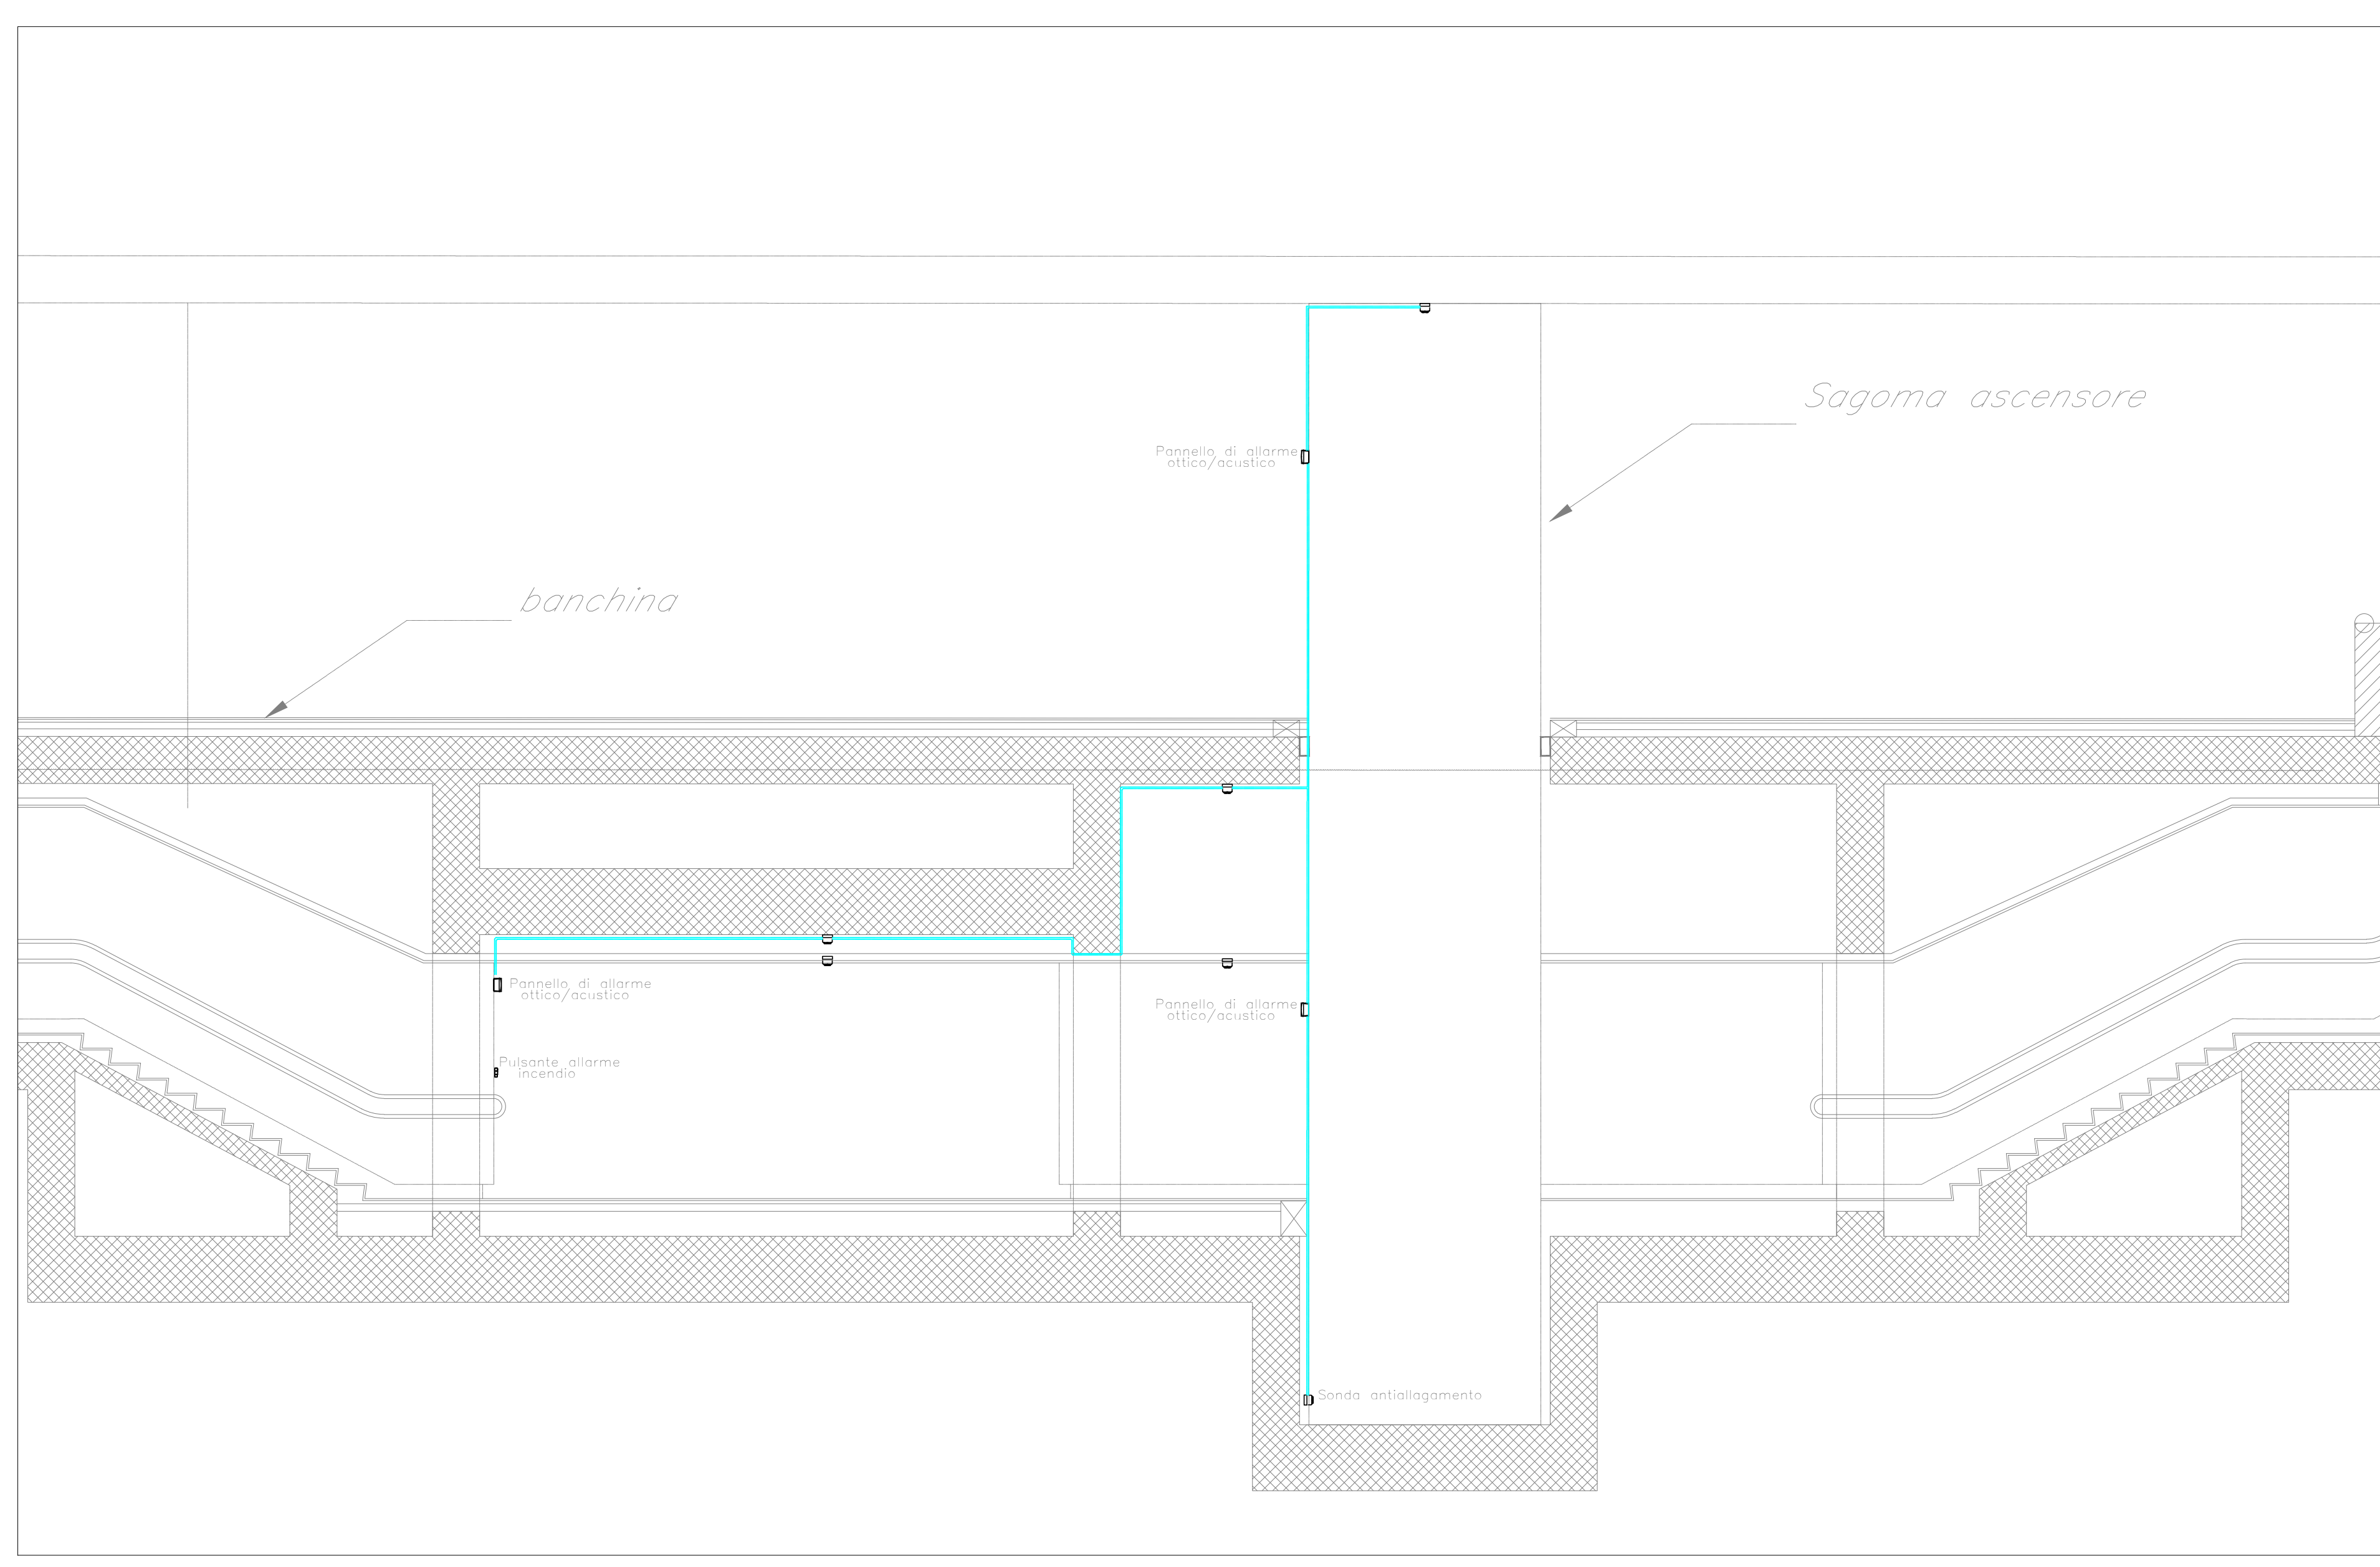 Sagoma ascensore
Pannello di allarme
ottico/acustico
banchina
Pannello di allarme
ottico/acustico
Pannello di allarme
ottico/acustico
Pulsante allarme
incendio
Sonda antiallagamento